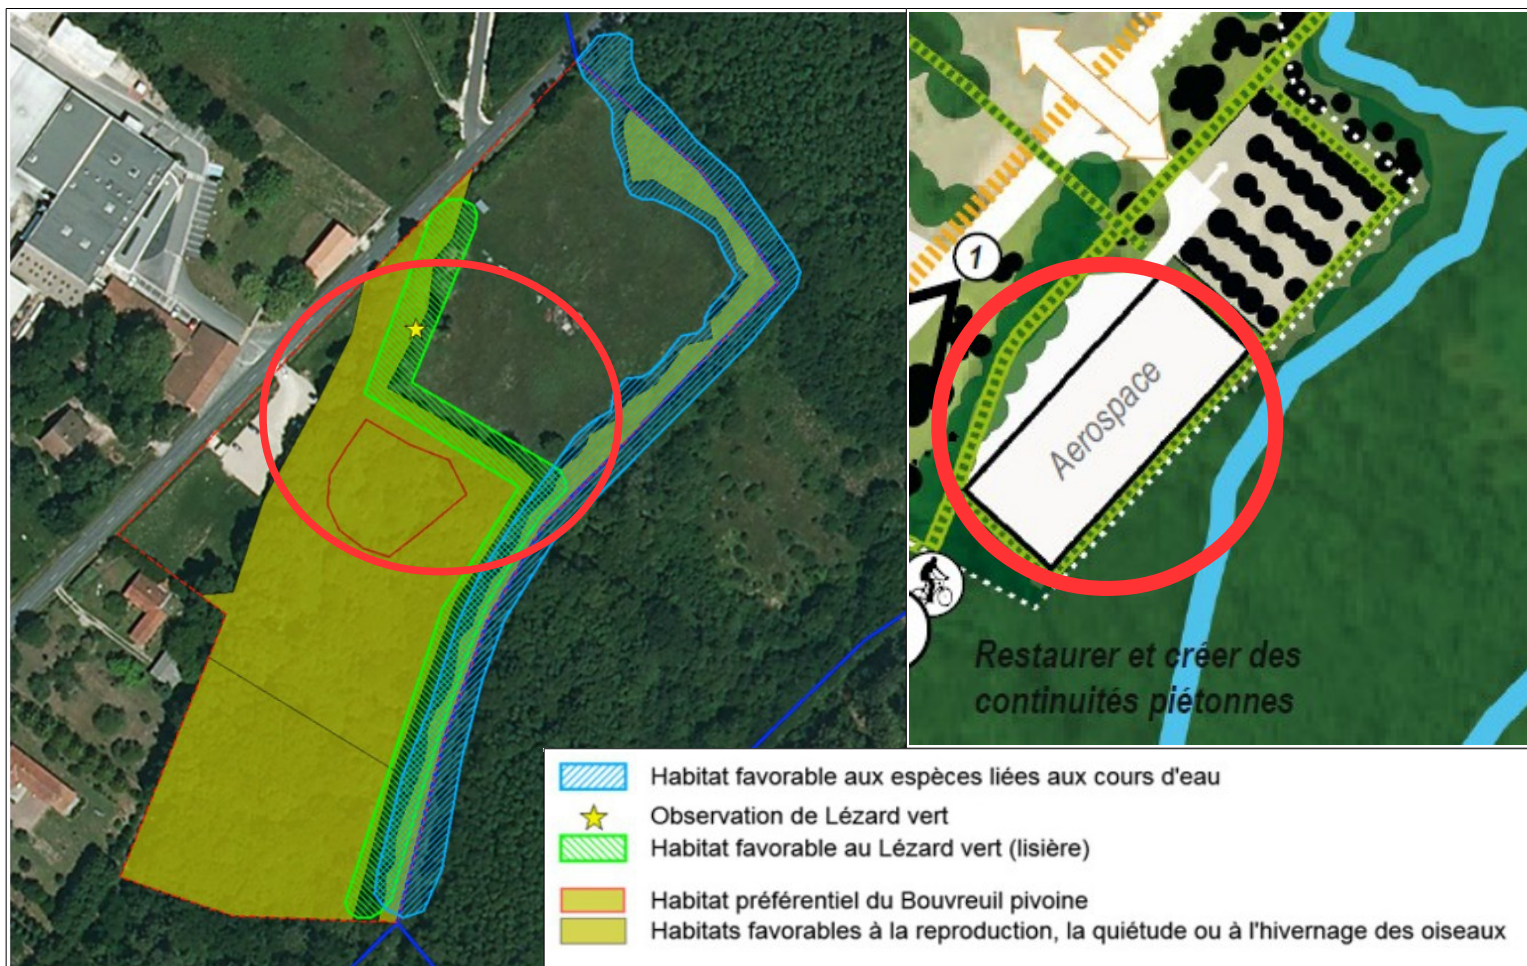 1
Aerospace
Restaurer et créer des
continuités piétonnes
Habitat favorable aux espèces liées aux cours d'eau
Observation de Lézard vert
Habitat favorable au Lézard vert (lisière)
Habitat préférentiel du Bouvreuil pivoine
Habitats favorables à la reproduction, la quiétude ou à l'hivernage des oiseaux